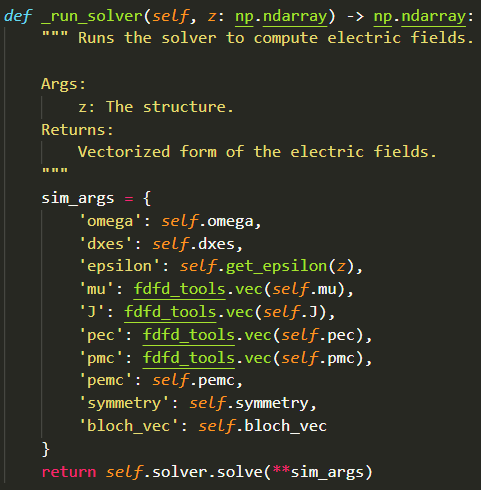 def _run_solver(self, z: np.ndarray) -> np.ndarray:
    """ Runs the solver to compute electric fields.

    Args:
        z: The structure.
    Returns:
        Vectorized form of the electric fields.
    """
    sim_args = {
        'omega': self.omega,
        'dxes': self.dxes,
        'epsilon': self.get_epsilon(z),
        'mu': fdfd_tools.vec(self.mu),
        'J': fdfd_tools.vec(self.J),
        'pec': fdfd_tools.vec(self.pec),
        'pmc': fdfd_tools.vec(self.pmc),
        'pemc': self.pemc,
        'symmetry': self.symmetry,
        'bloch_vec': self.bloch_vec
    }
    return self.solver.solve(**sim_args)